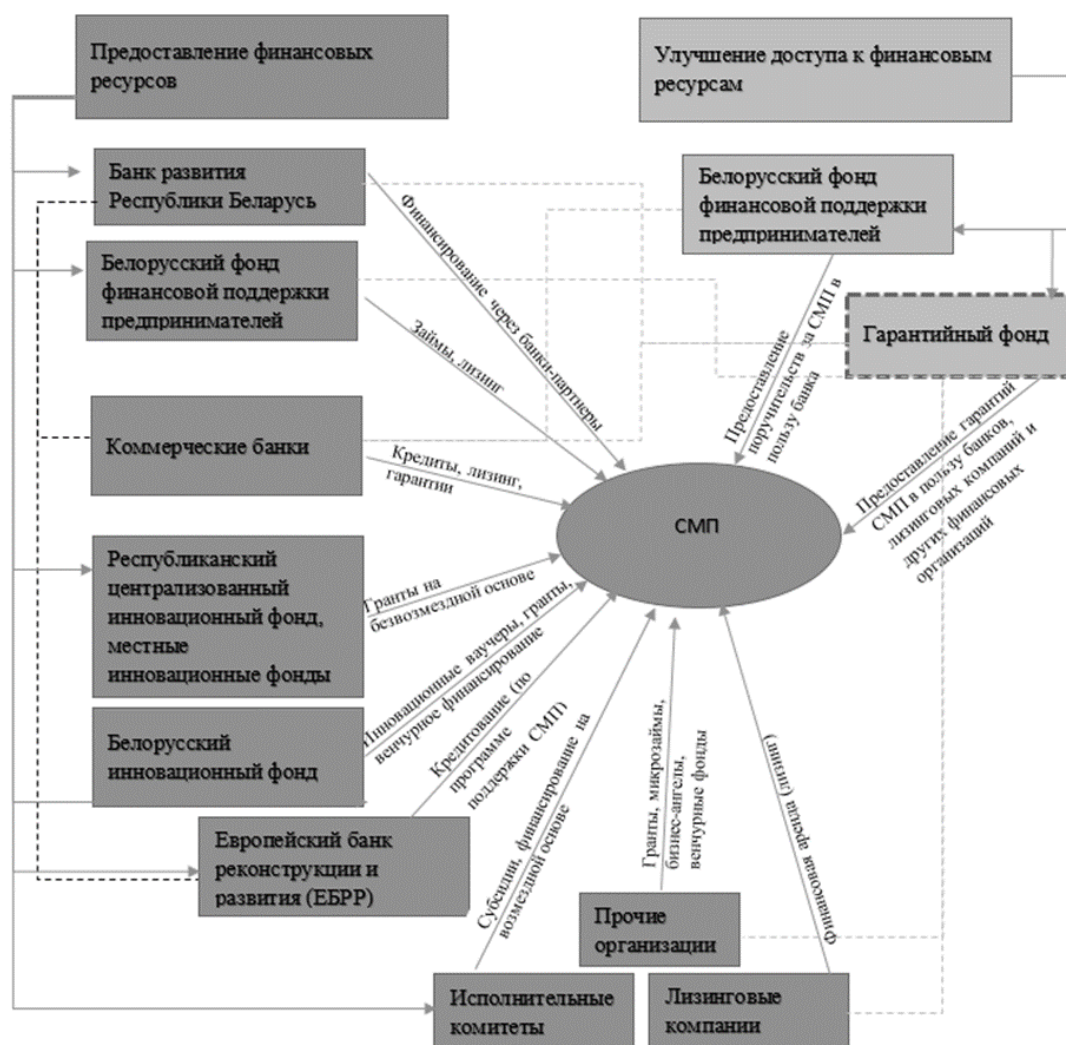 Предоставление финансовых
ресурсов
Улучшение доступа к финансовым
ресурсам
Банк развития
Республики Беларусь
Белорусский фонд
финансовой поддержки
предпринимателей
Белорусский фонд
финансовой поддержки
предпринимателей
Гарантийный фонд
Финансирование через банки-партнеры
Займы, лизинг
Предоставление
поручительств за СМП в
пользу банка
Предоставление гарантий
СМП в пользу банков,
лизинговых компаний и
других финансовых
организаций
Коммерческие банки
Кредиты, лизинг,
гарантии
СМП
Республиканский
централизованный
инновационный фонд,
местные
инновационные фонды
Гранты на
безвозмездной основе
Белорусский
инновационный фонд
Инновационные ваучеры, гранты,
венчурное финансирование
Европейский банк
реконструкции и
развития (ЕБРР)
Кредитование (по
программе
поддержки СМП)
Субсидии, финансирование на
возмездной основе
Гранты, микрозаймы,
бизнес-ангелы,
венчурные фонды
Финансовая аренда (лизинг)
Прочие
организации
Исполнительные
комитеты
Лизинговые
компании